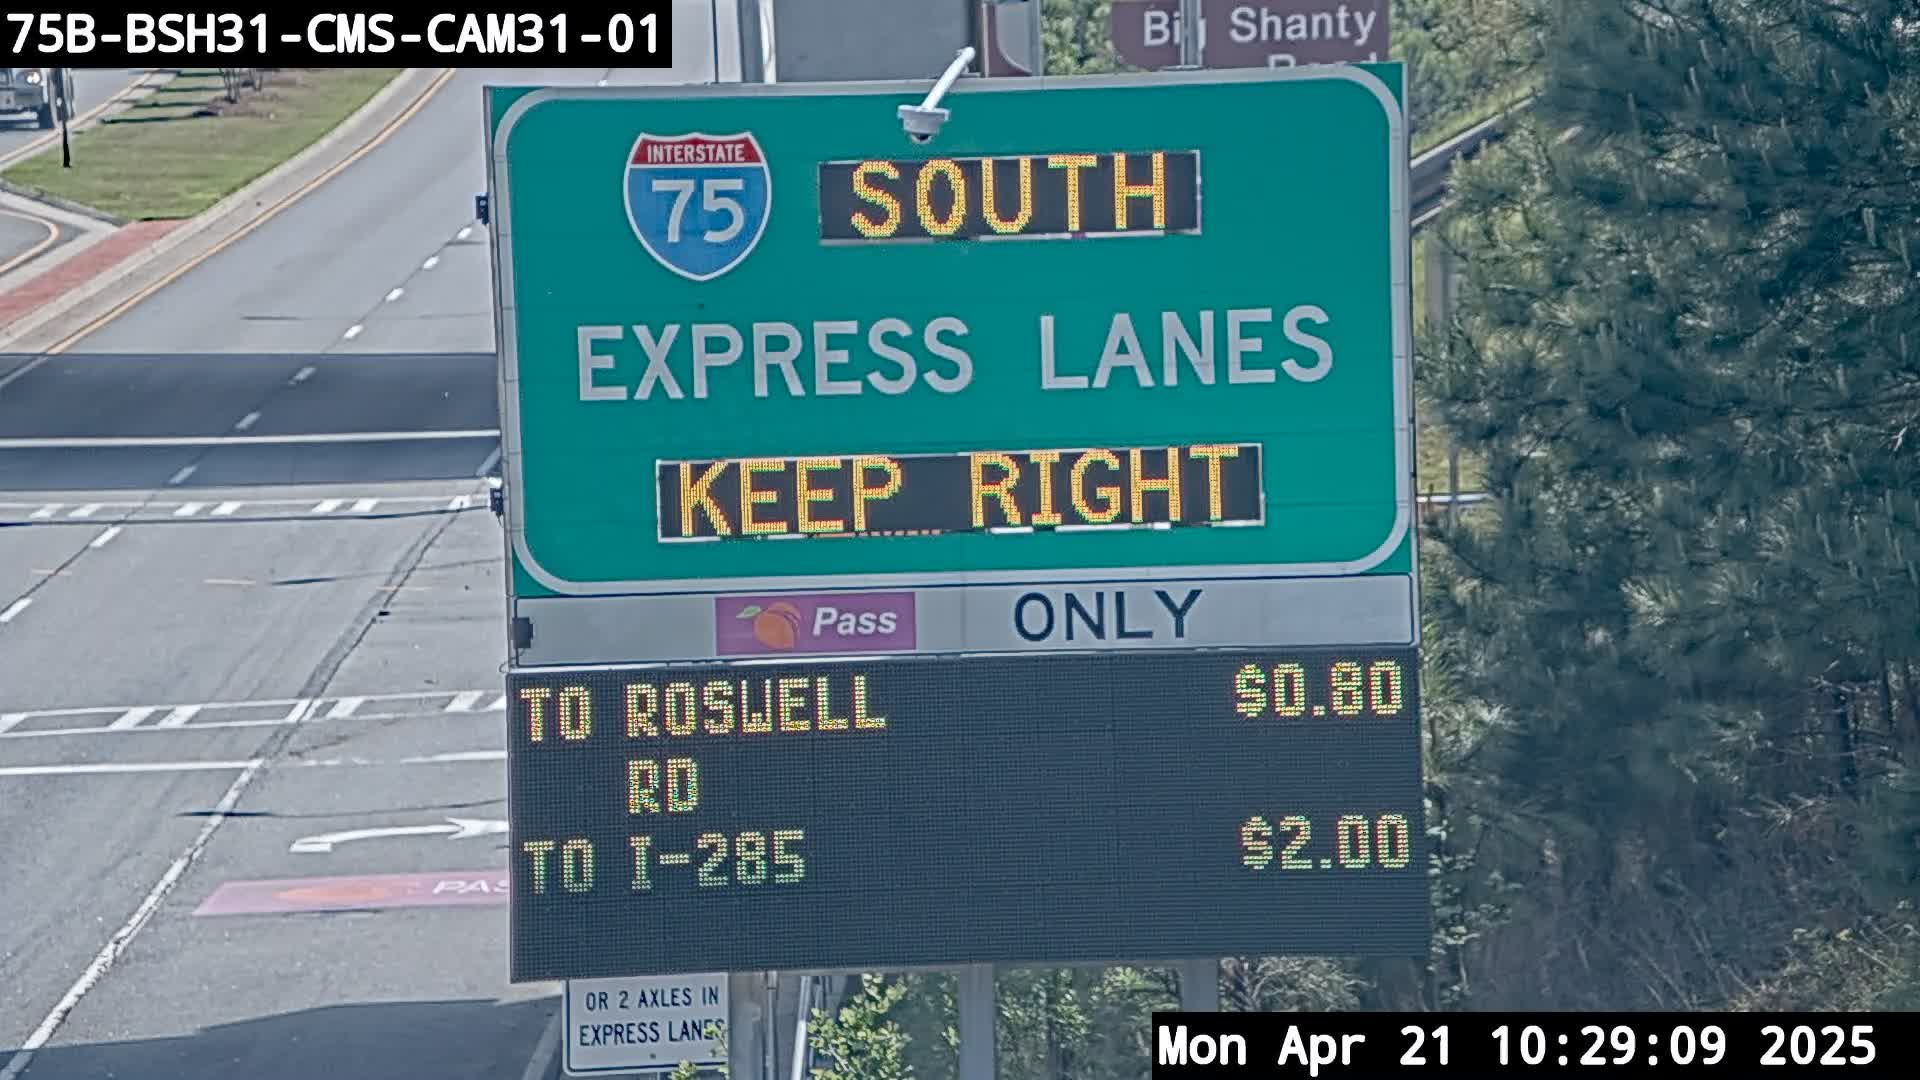 75B-BSH31-CMS-CAM31-01
Big Shanty
Road
INTERSTATE
75
SOUTH
EXPRESS LANES
KEEP RIGHT
Pass ONLY
TO ROSWELL $0.80
RD
TO I-285 $2.00
PAS
OR 2 AXLES IN
EXPRESS LANES
Mon Apr 21 10:29:09 2025